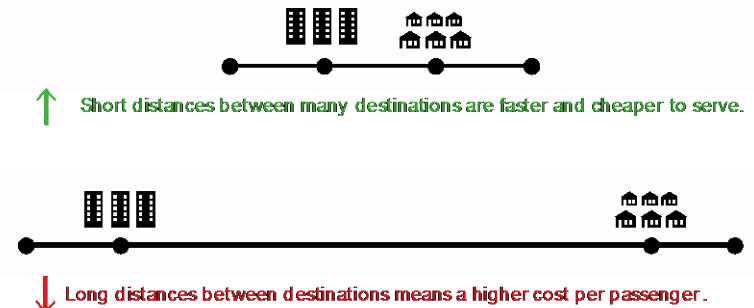 Short distances between many destinations are faster and cheaper to serve.
Long distances between destinations means a higher cost per passenger.